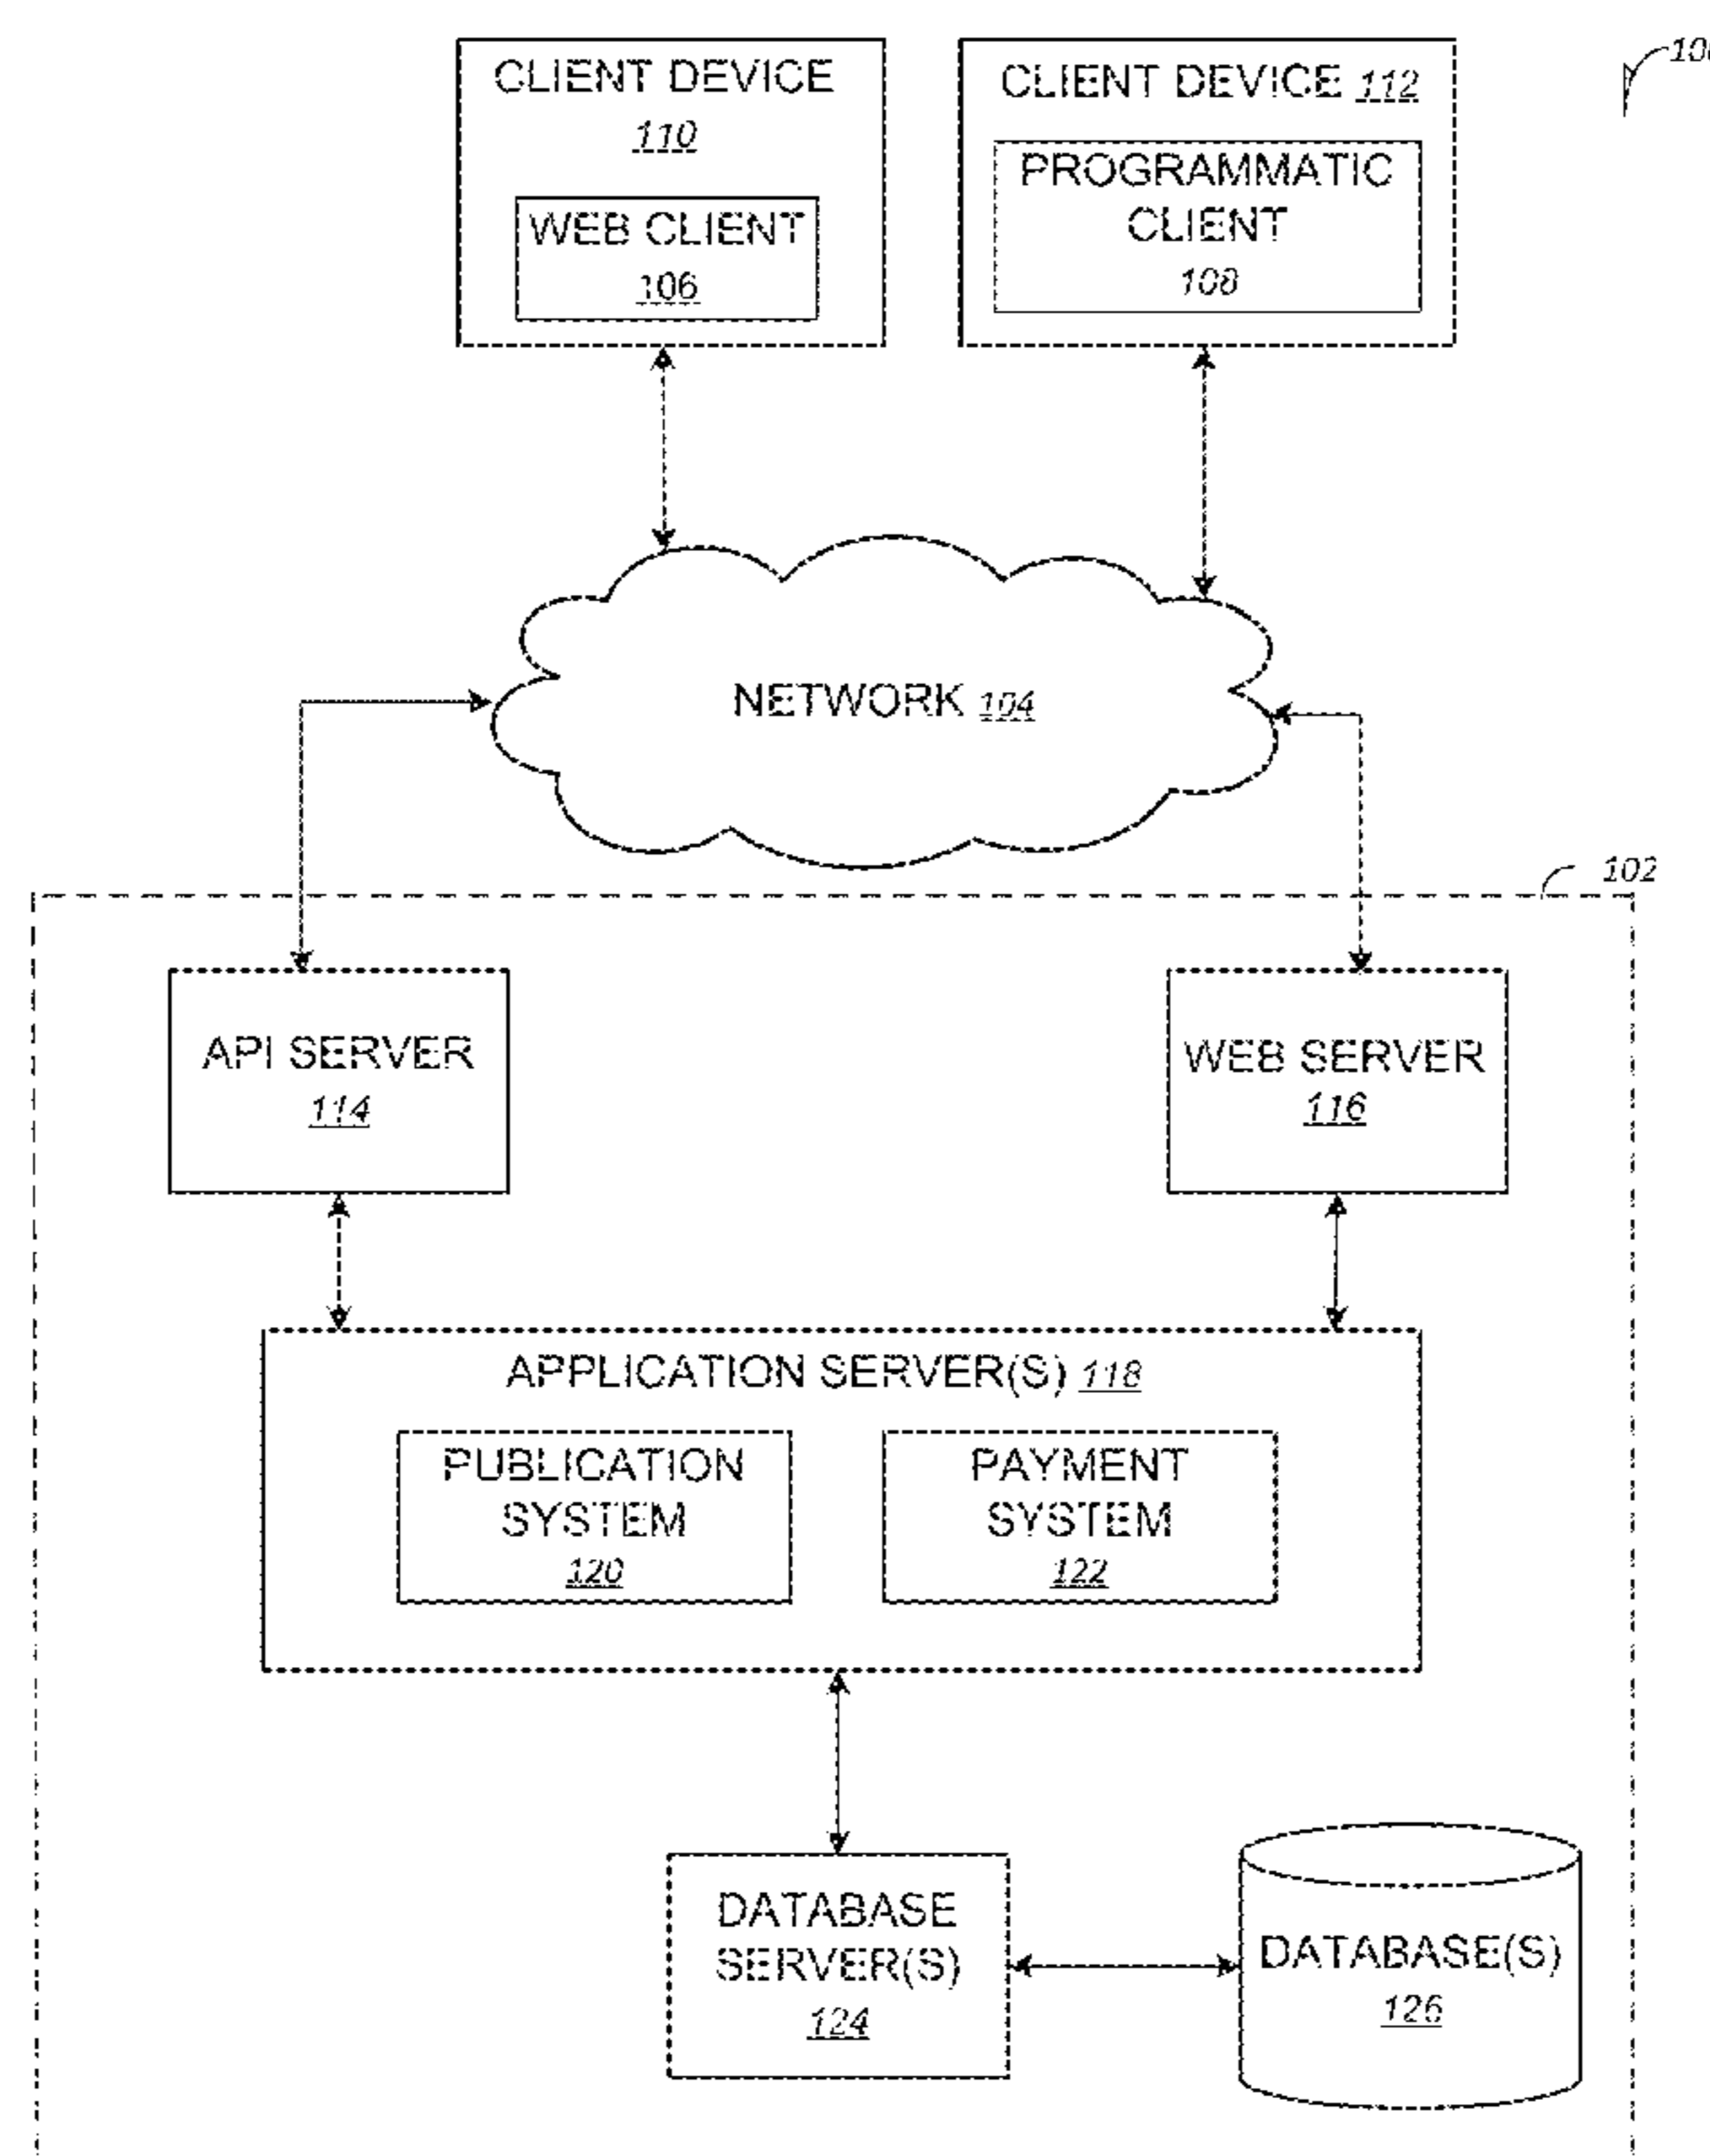 CLIENT DEVICE
110
WEB CLIENT
106
CLIENT DEVICE 112
PROGRAMMATIC
CLIENT
108
NETWORK 104
102
API SERVER
114
WEB SERVER
116
APPLICATION SERVER(S) 118
PUBLICATION
SYSTEM
120
PAYMENT
SYSTEM
122
DATABASE
SERVER(S)
124
DATABASE(S)
126